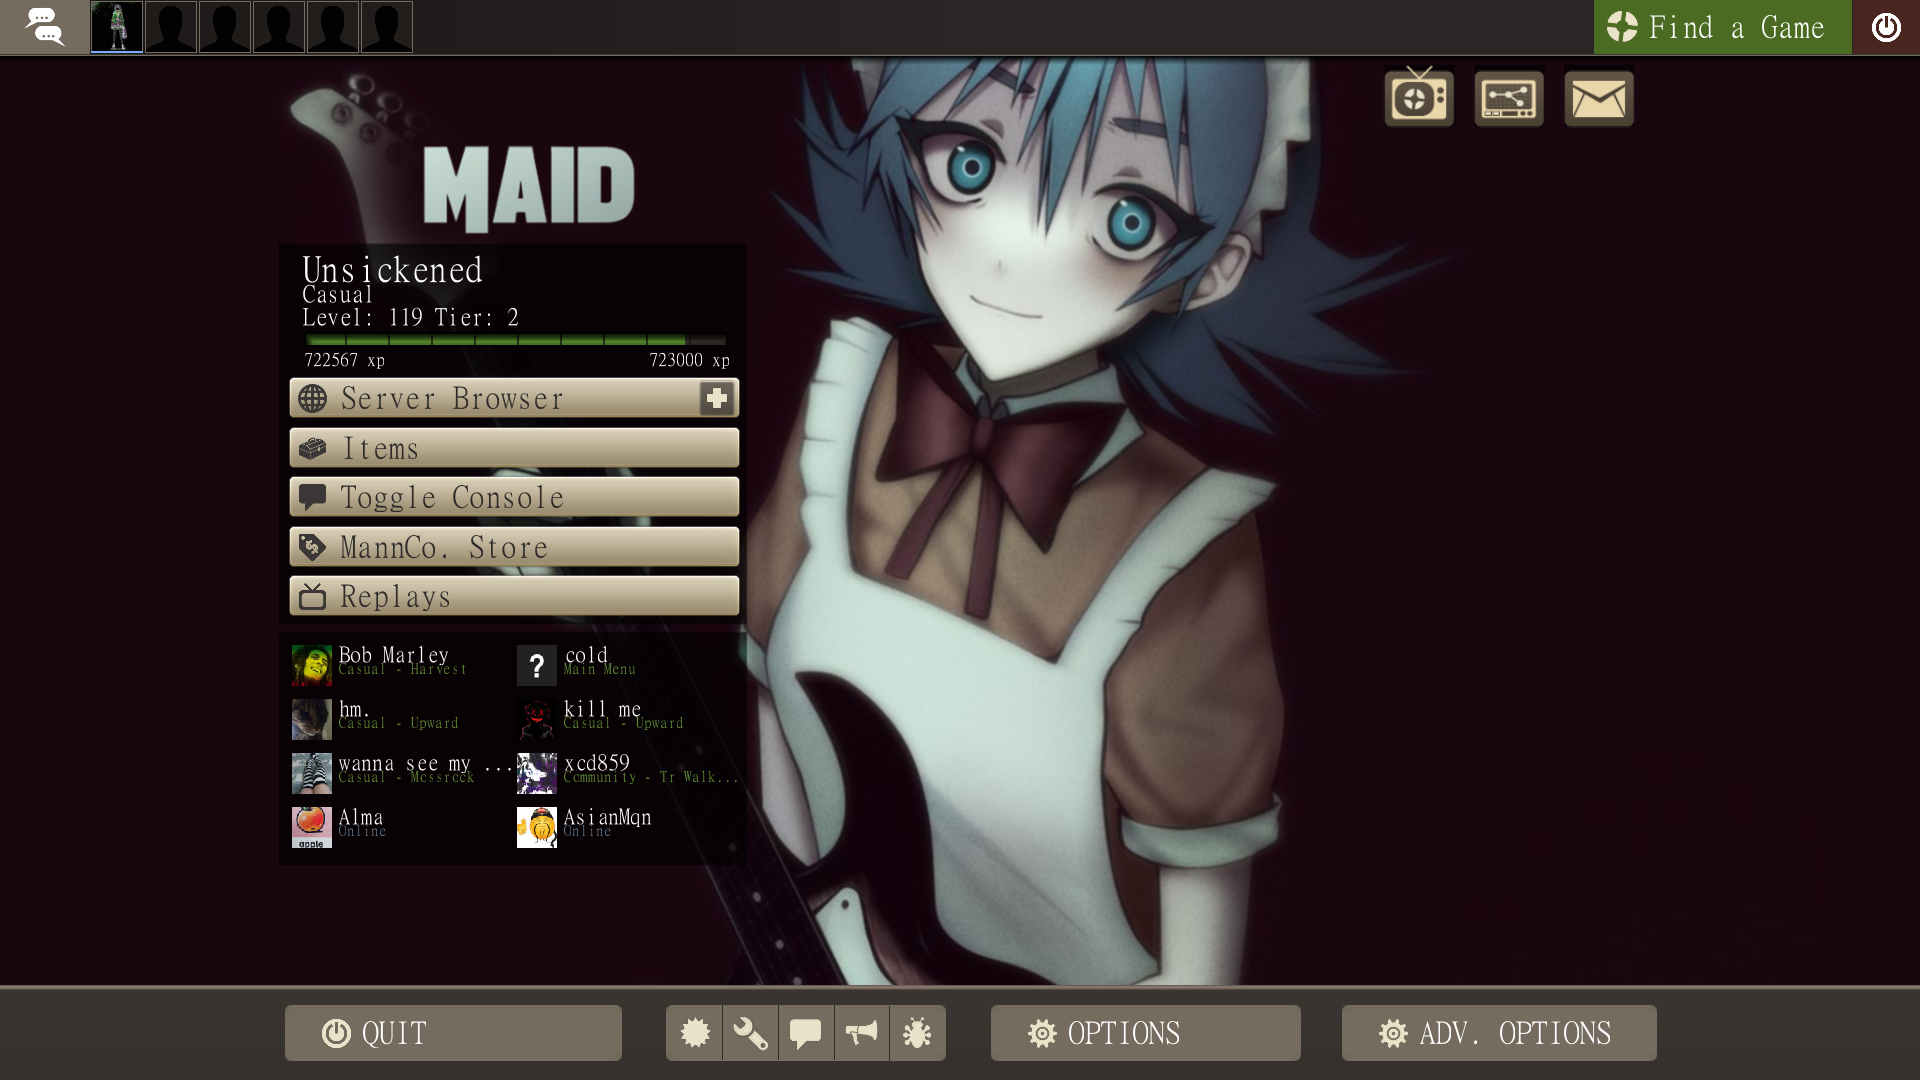 Find a Game
MAID
Unsickened
Casual
Level: 119 Tier: 2
722567 xp
723000 xp
Server Browser
Items
Toggle Console
MannCo. Store
Replays
Bob Marley
Casual - Harvest
cold
Main Menu
hm.
Casual - Upward
kill me
Casual - Upward
wanna see my ...
Casual - Mossrock
xcd859
Community - Tr Walk...
Alma
Online
AsianMqn
Online
apple
QUIT
OPTIONS
ADV. OPTIONS